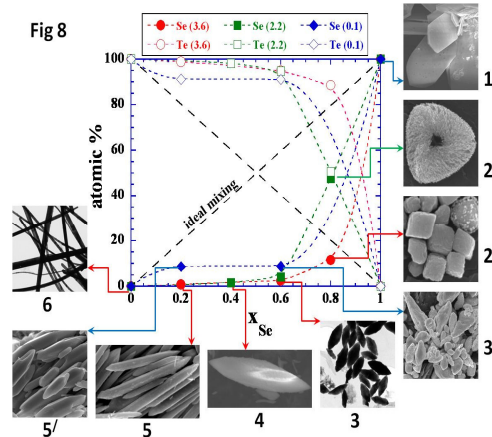 Fig 8
Se (3.6) Se (2.2) Se (0.1)
Te (3.6) Te (2.2) Te (0.1)
100
80
60
40
20
0
atomic %
ideal mixing
0 0.2 0.4 0.6 0.8 1
x Se
1
2
2
3
6
5/ 5 4 3